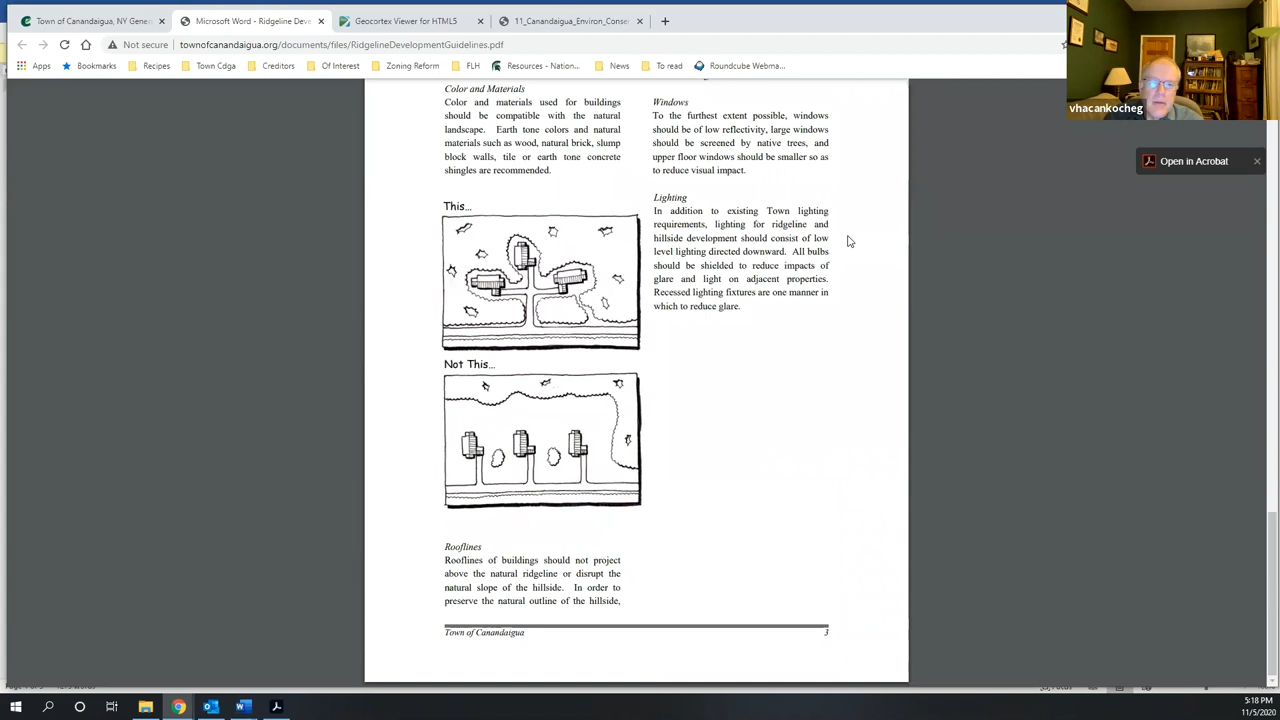 Town of Canandaigua, NY Gener
Microsoft Word - Ridgeline Deve
Geocortex Viewer for HTML5
11_Canandaigua_Environ_Conse
Not secure
townofcanandaigua.org/documents/files/RidgelineDevelopmentGuidelines.pdf
Apps
Bookmarks
Recipes
Town Cdga
Creditors
Of Interest
Zoning Reform
FLH
Resources - Nation...
News
To read
Roundcube Webma...
vhacankocheg
Open in Acrobat
Color and Materials
Color and materials used for buildings
should be compatible with the natural
landscape. Earth tone colors and natural
materials such as wood, natural brick, slump
block walls, tile or earth tone concrete
shingles are recommended.
This...
Not This...
Rooflines
Rooflines of buildings should not project
above the natural ridgeline or disrupt the
natural slope of the hillside. In order to
preserve the natural outline of the hillside,
Windows
To the furthest extent possible, windows
should be of low reflectivity, large windows
should be screened by native trees, and
upper floor windows should be smaller so as
to reduce visual impact.
Lighting
In addition to existing Town lighting
requirements, lighting for ridgeline and
hillside development should consist of low
level lighting directed downward. All bulbs
should be shielded to reduce impacts of
glare and light on adjacent properties.
Recessed lighting fixtures are one manner in
which to reduce glare.
Town of Canandaigua
3
5:18 PM
11/5/2020